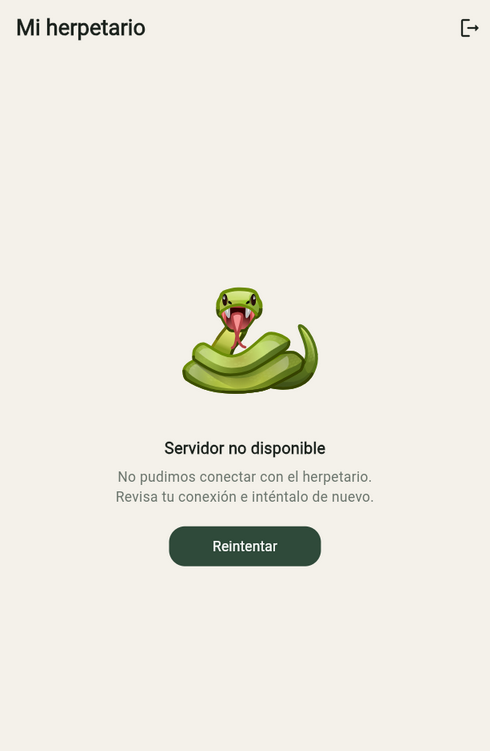 Mi herpetario
Servidor no disponible
No pudimos conectar con el herpetario.
Revisa tu conexión e inténtalo de nuevo.
Reintentar